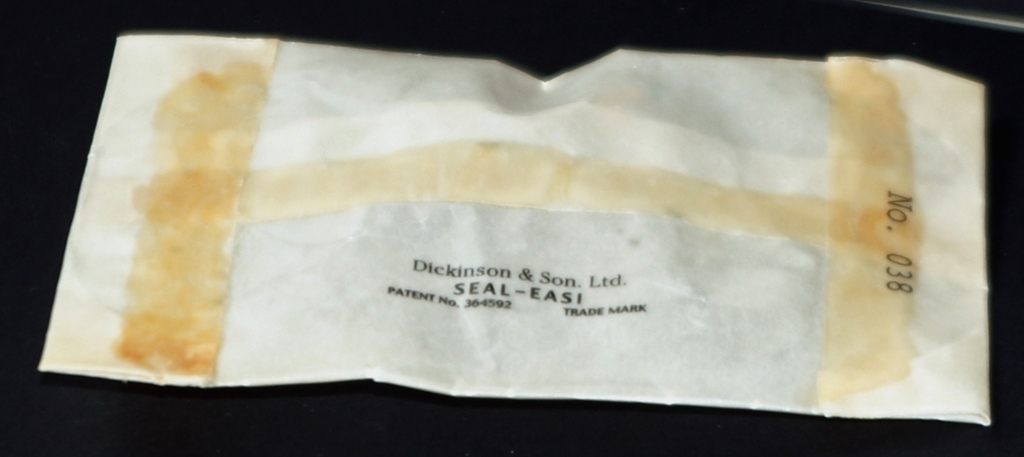 Dickinson & Son. Ltd.
SEAL-EASI
PATENT No. 364592 TRADE MARK
No. 038